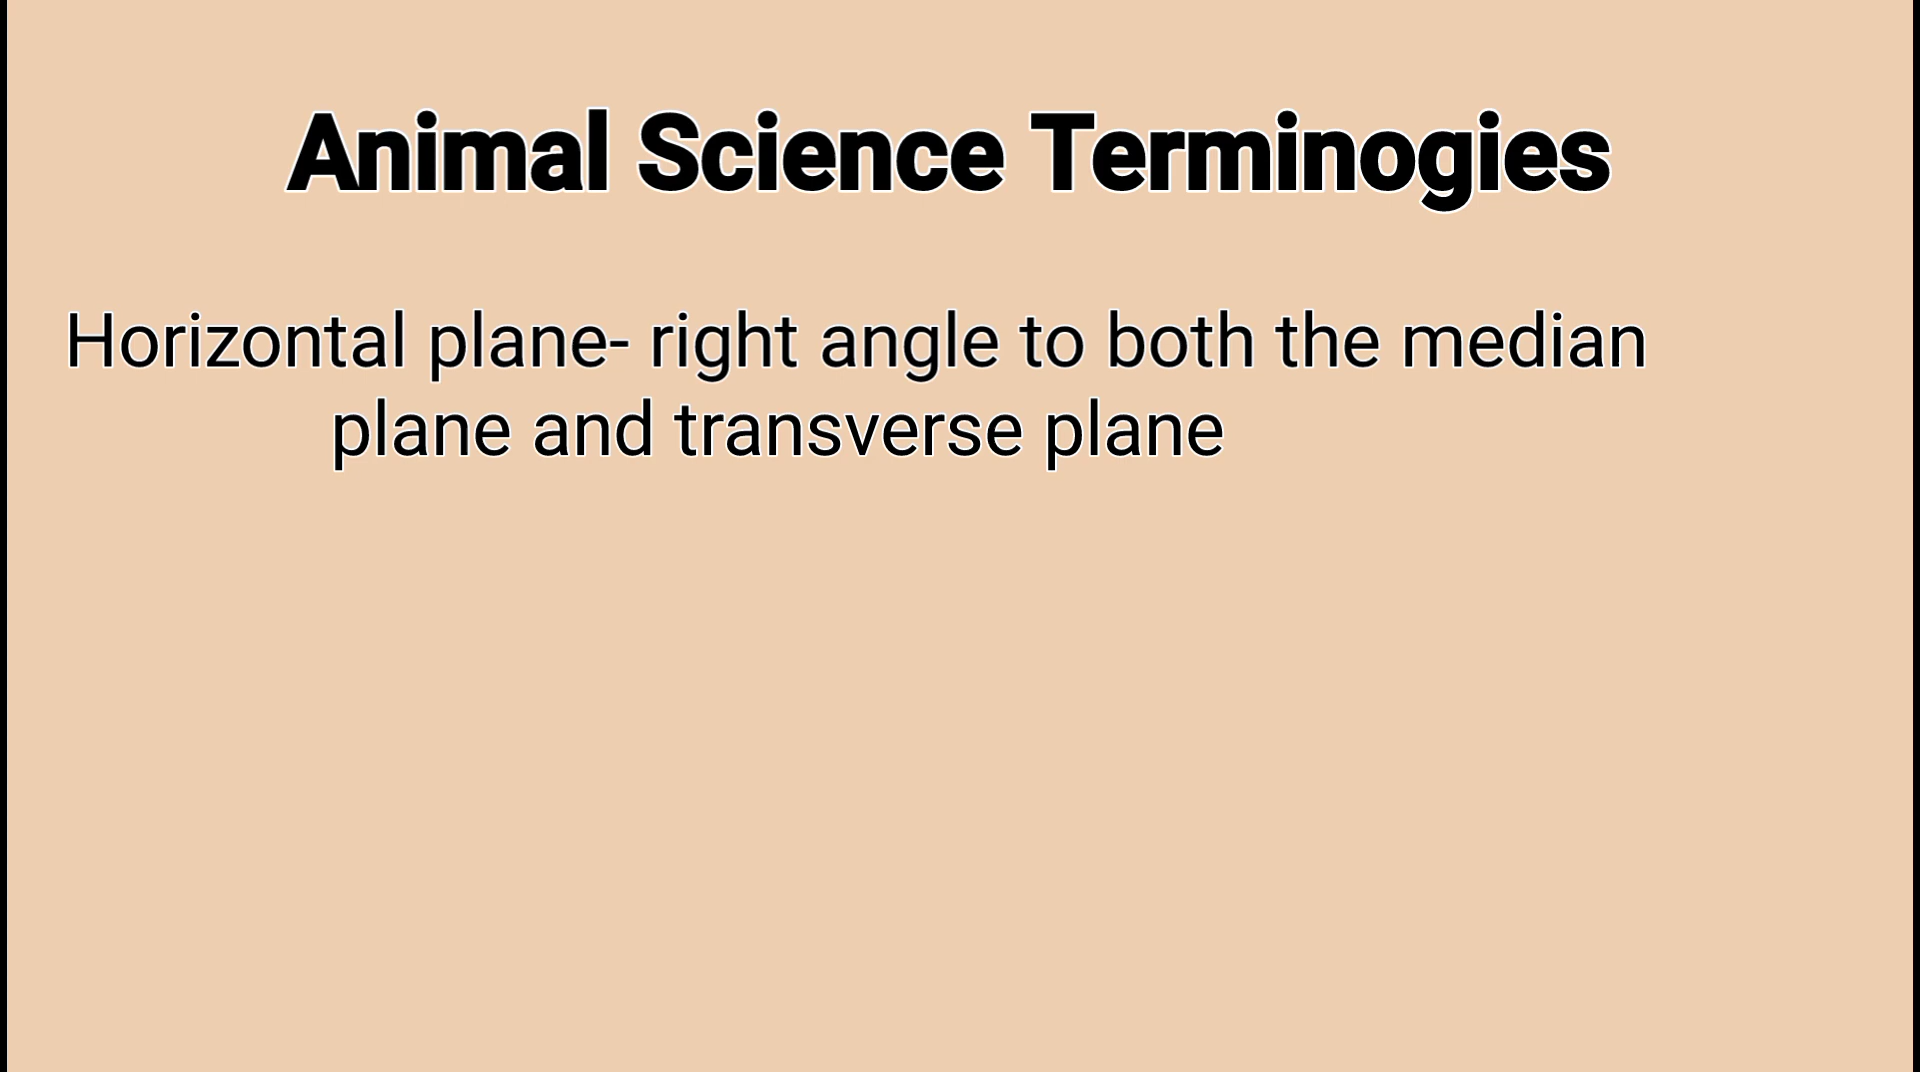 Animal Science Terminogies
Horizontal plane- right angle to both the median
plane and transverse plane